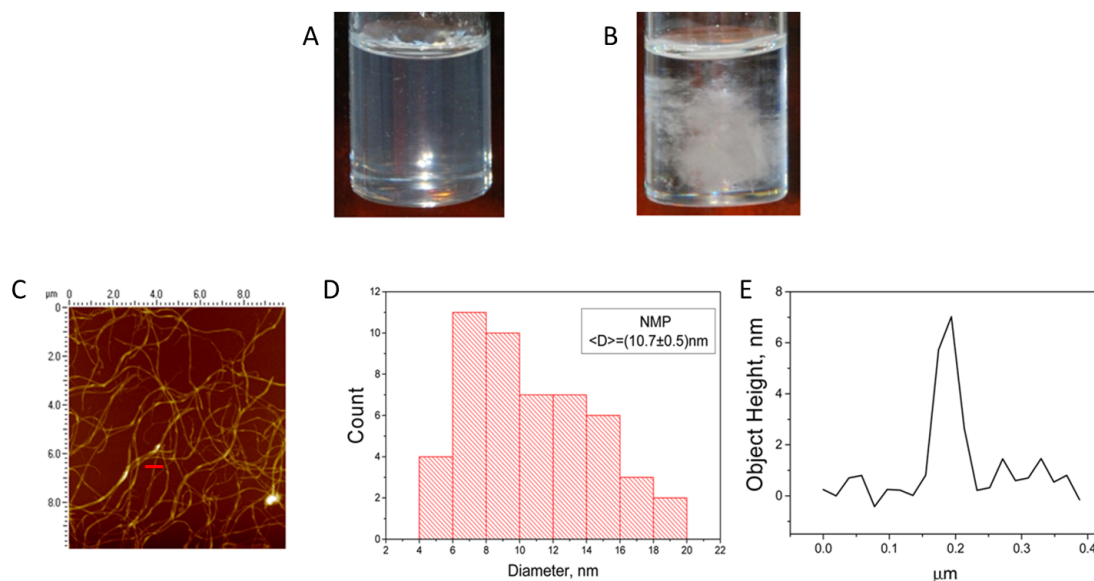 A
B
C
µm
0 2.0 4.0 6.0 8.0
0
2.0
4.0
6.0
8.0
D
12
10
8
6
4
2
0
Count
NMP
<D>=(10.7±0.5)nm
2 4 6 8 10 12 14 16 18 20 22
Diameter, nm
E
8
6
4
2
0
Object Height, nm
0.0 0.1 0.2 0.3 0.4
µm